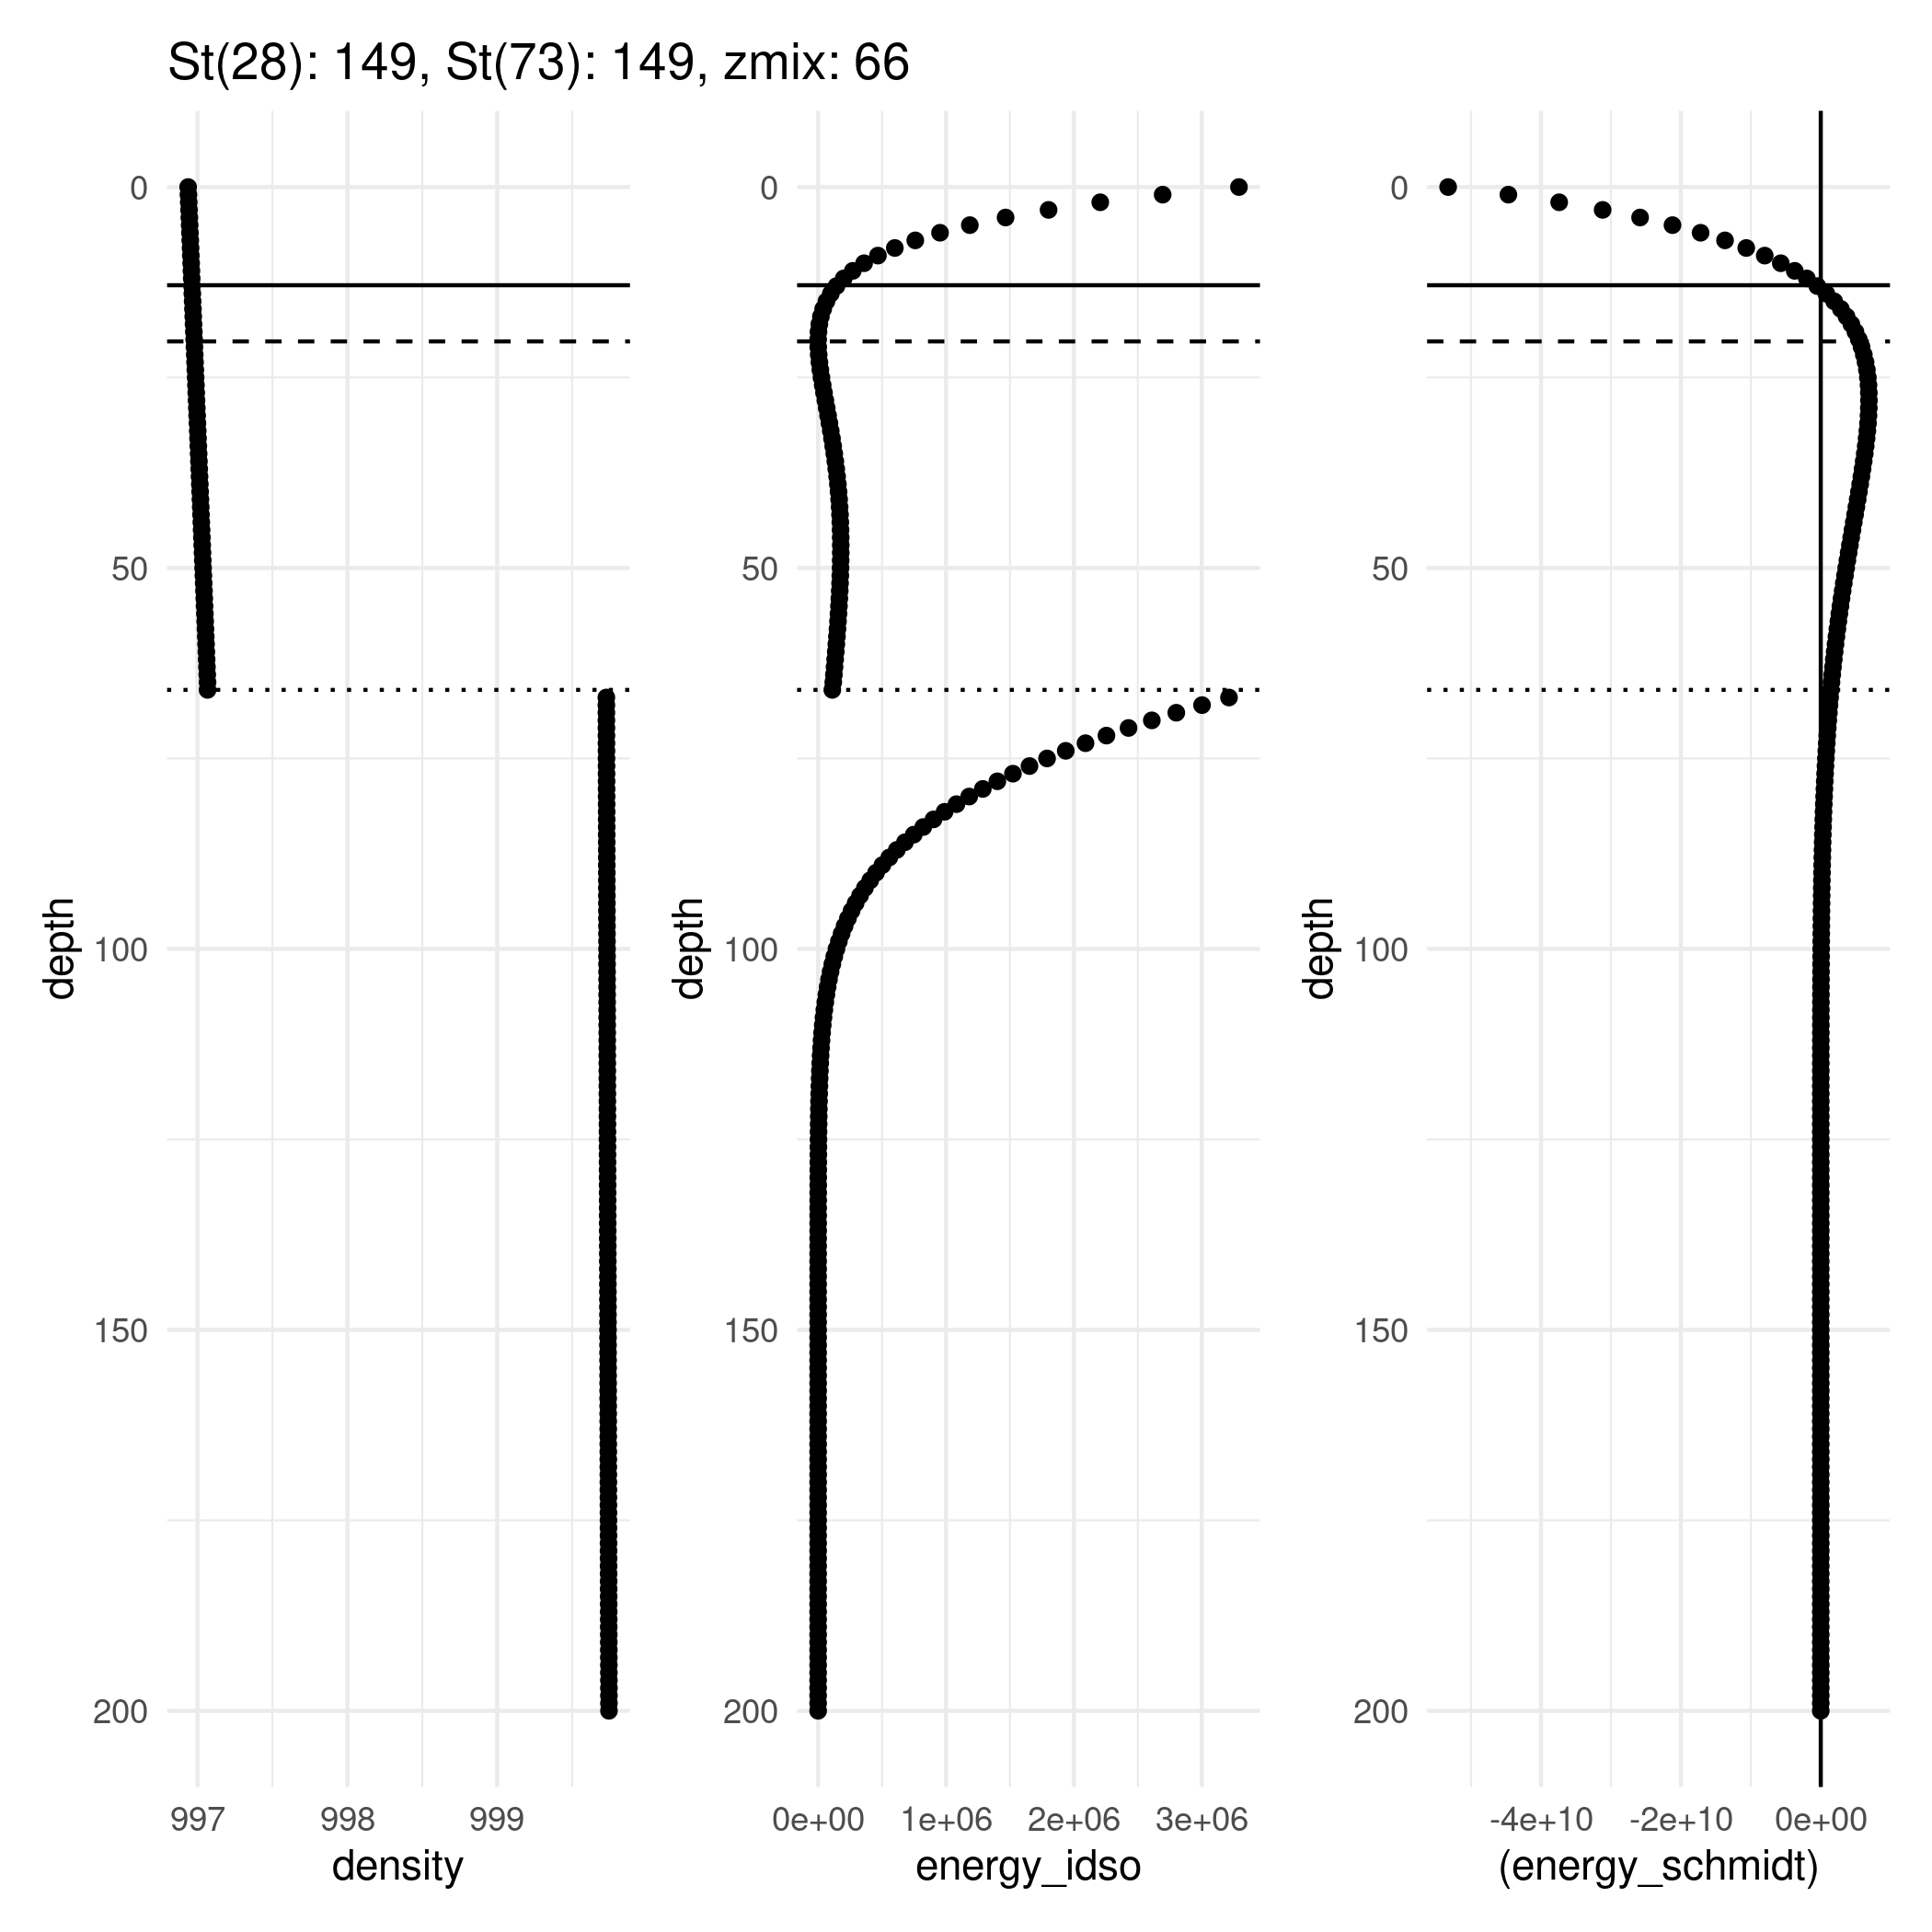 St(28): 149, St(73): 149, zmix: 66
0
50
100
150
200
depth
997 998 999
density
0
50
100
150
200
depth
0e+00 1e+06 2e+06 3e+06
energy_idso
0
50
100
150
200
depth
-4e+10 -2e+10 0e+00
(energy_schmidt)